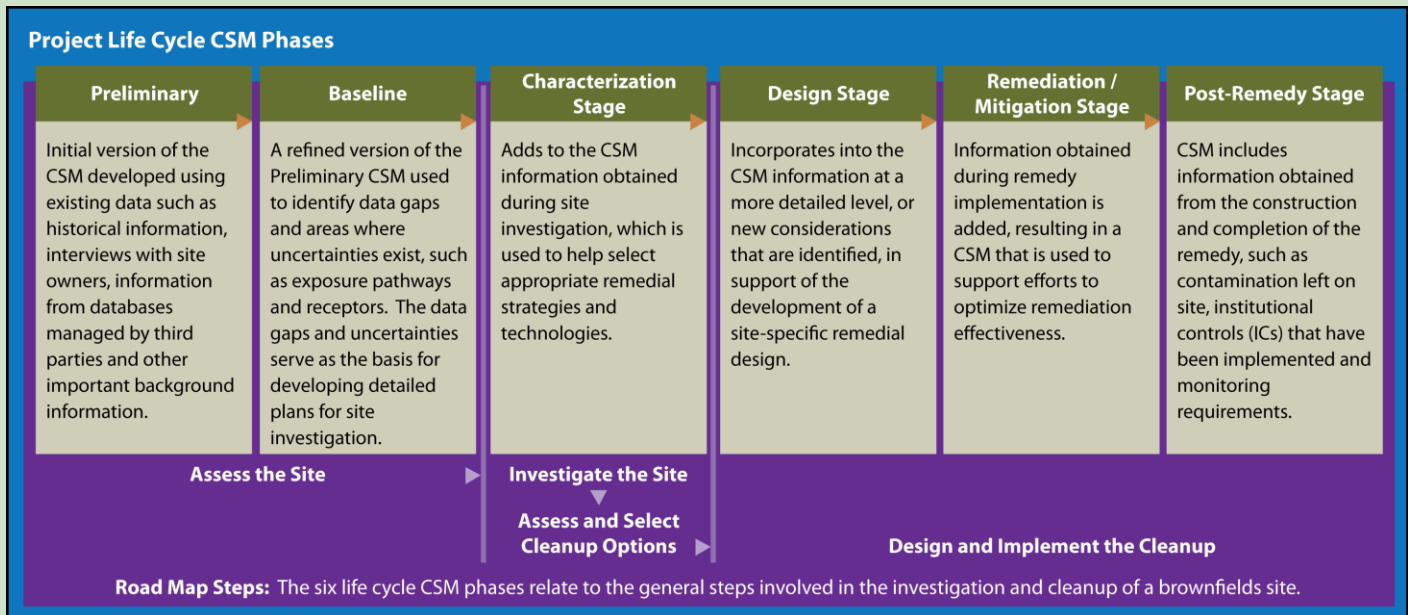 Project Life Cycle CSM Phases
Preliminary
Initial version of the
CSM developed using
existing data such as
historical information,
interviews with site
owners, information
from databases
managed by third
parties and other
important background
information.
Baseline
A refined version of the
Preliminary CSM used
to identify data gaps
and areas where
uncertainties exist, such
as exposure pathways
and receptors. The data
gaps and uncertainties
serve as the basis for
developing detailed
plans for site
investigation.
Characterization
Stage
Adds to the CSM
information obtained
during site
investigation, which is
used to help select
appropriate remedial
strategies and
technologies.
Design Stage
Incorporates into the
CSM information at a
more detailed level, or
new considerations
that are identified, in
support of the
development of a
site-specific remedial
design.
Remediation /
Mitigation Stage
Information obtained
during remedy
implementation is
added, resulting in a
CSM that is used to
support efforts to
optimize remediation
effectiveness.
Post-Remedy Stage
CSM includes
information obtained
from the construction
and completion of the
remedy, such as
contamination left on
site, institutional
controls (ICs) that have
been implemented and
monitoring
requirements.
Assess the Site
Investigate the Site
Assess and Select
Cleanup Options
Design and Implement the Cleanup
Road Map Steps: The six life cycle CSM phases relate to the general steps involved in the investigation and cleanup of a brownfields site.